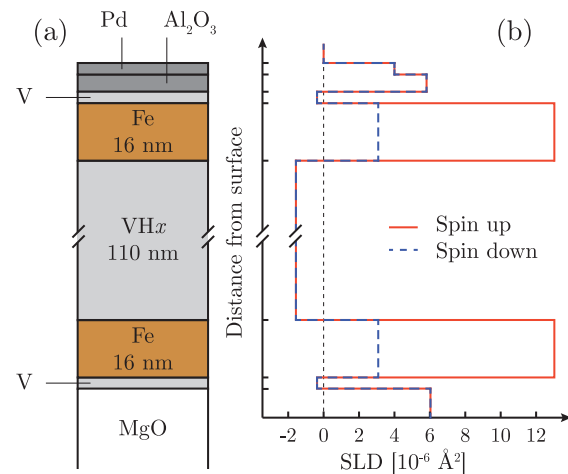 (a)
Pd
Al2O3
V
Fe
16 nm
VHx
110 nm
Fe
16 nm
V
MgO
Distance from surface
(b)
Spin up
Spin down
-2 0 2 4 6 8 10 12
SLD [10-6 Å2]